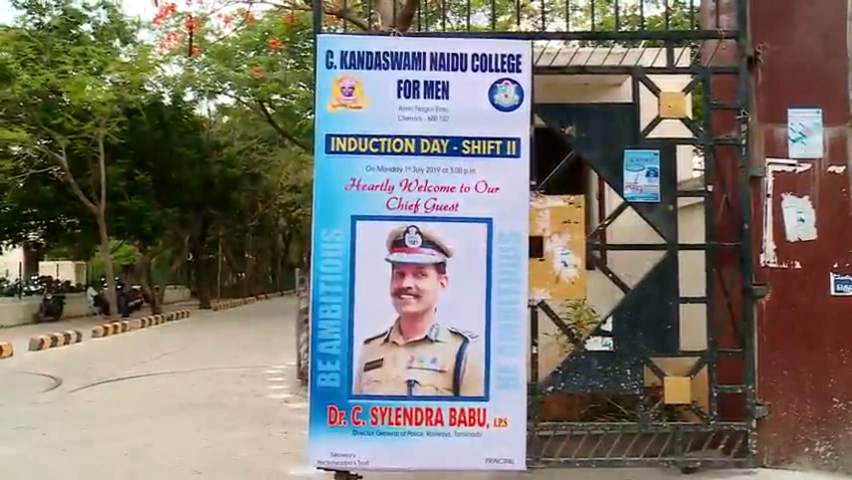 C. KANDASWAMI NAIDU COLLEGE
FOR MEN
Anna Nagar East,
Chennai - 600 102
INDUCTION DAY - SHIFT II
On Monday 1st July 2019 at 3.00 p.m
Heartly Welcome to Our
Chief Guest
BE AMBITIOUS
Dr. C. SYLENDRA BABU, I.P.S
Director General of Police, Railways, Tamilnadu
Secretary
Trust
PRINCIPAL